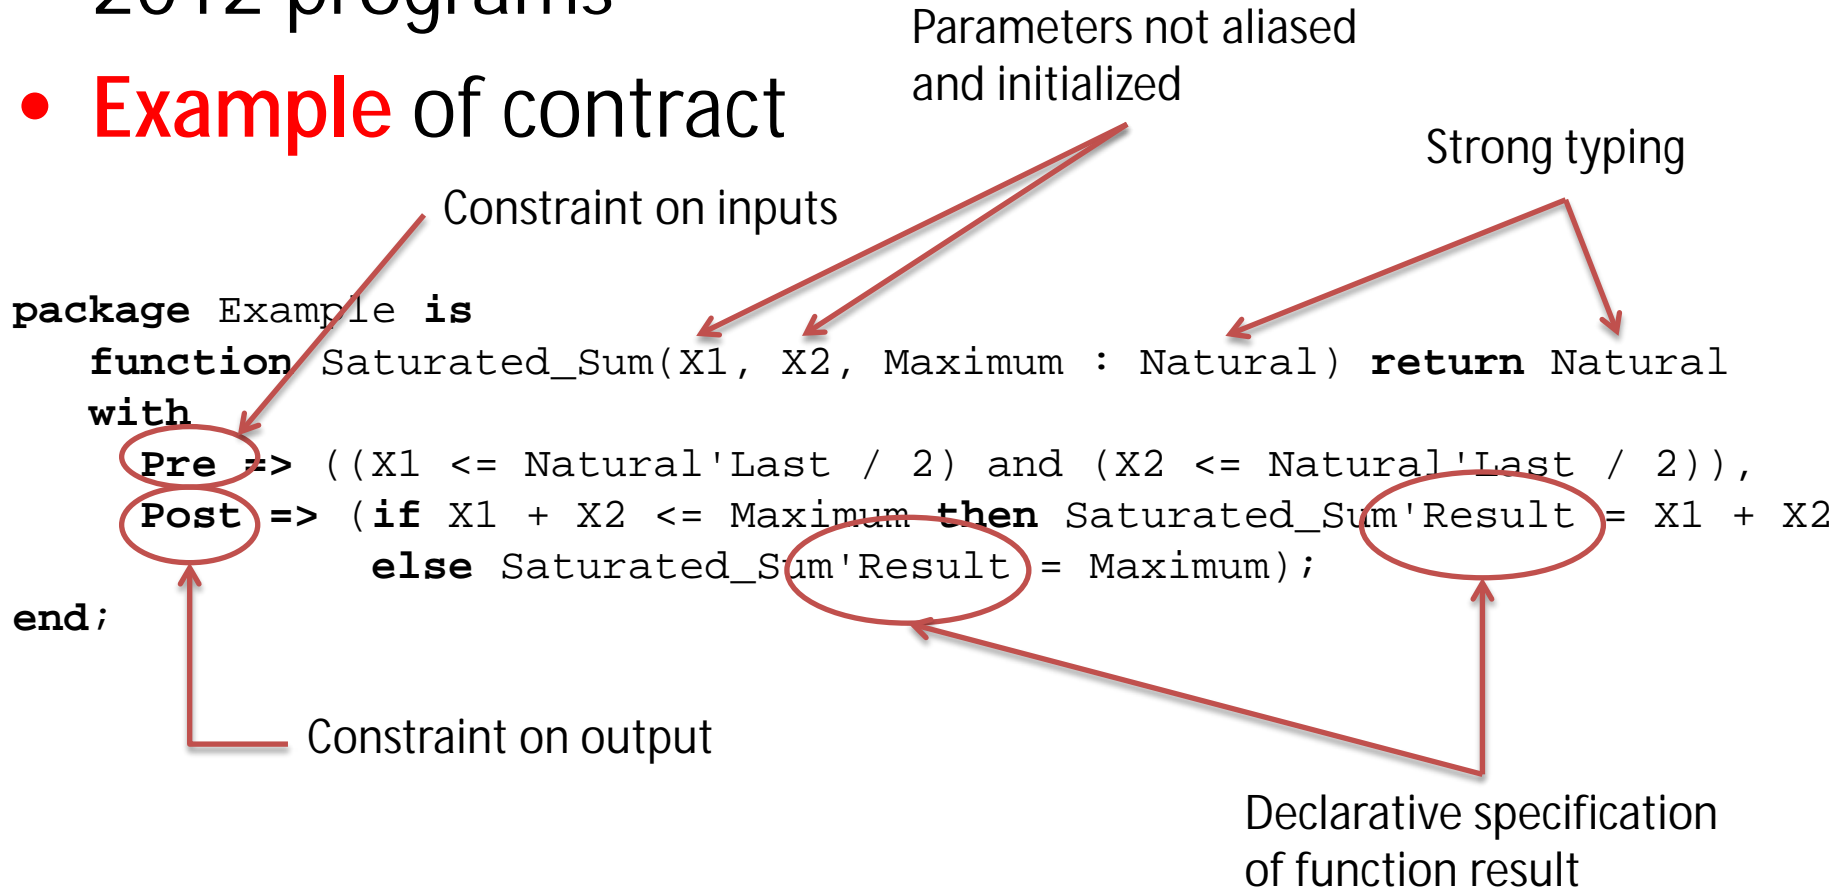 2012 programs
• Example of contract
Parameters not aliased
and initialized
Strong typing
Constraint on inputs
package Example is
function Saturated_Sum(X1, X2, Maximum : Natural) return Natural
with
Pre => ((X1 <= Natural'Last / 2) and (X2 <= Natural'Last / 2)),
Post => (if X1 + X2 <= Maximum then Saturated_Sum'Result = X1 + X2
else Saturated_Sum'Result = Maximum);
end;
Constraint on output
Declarative specification
of function result